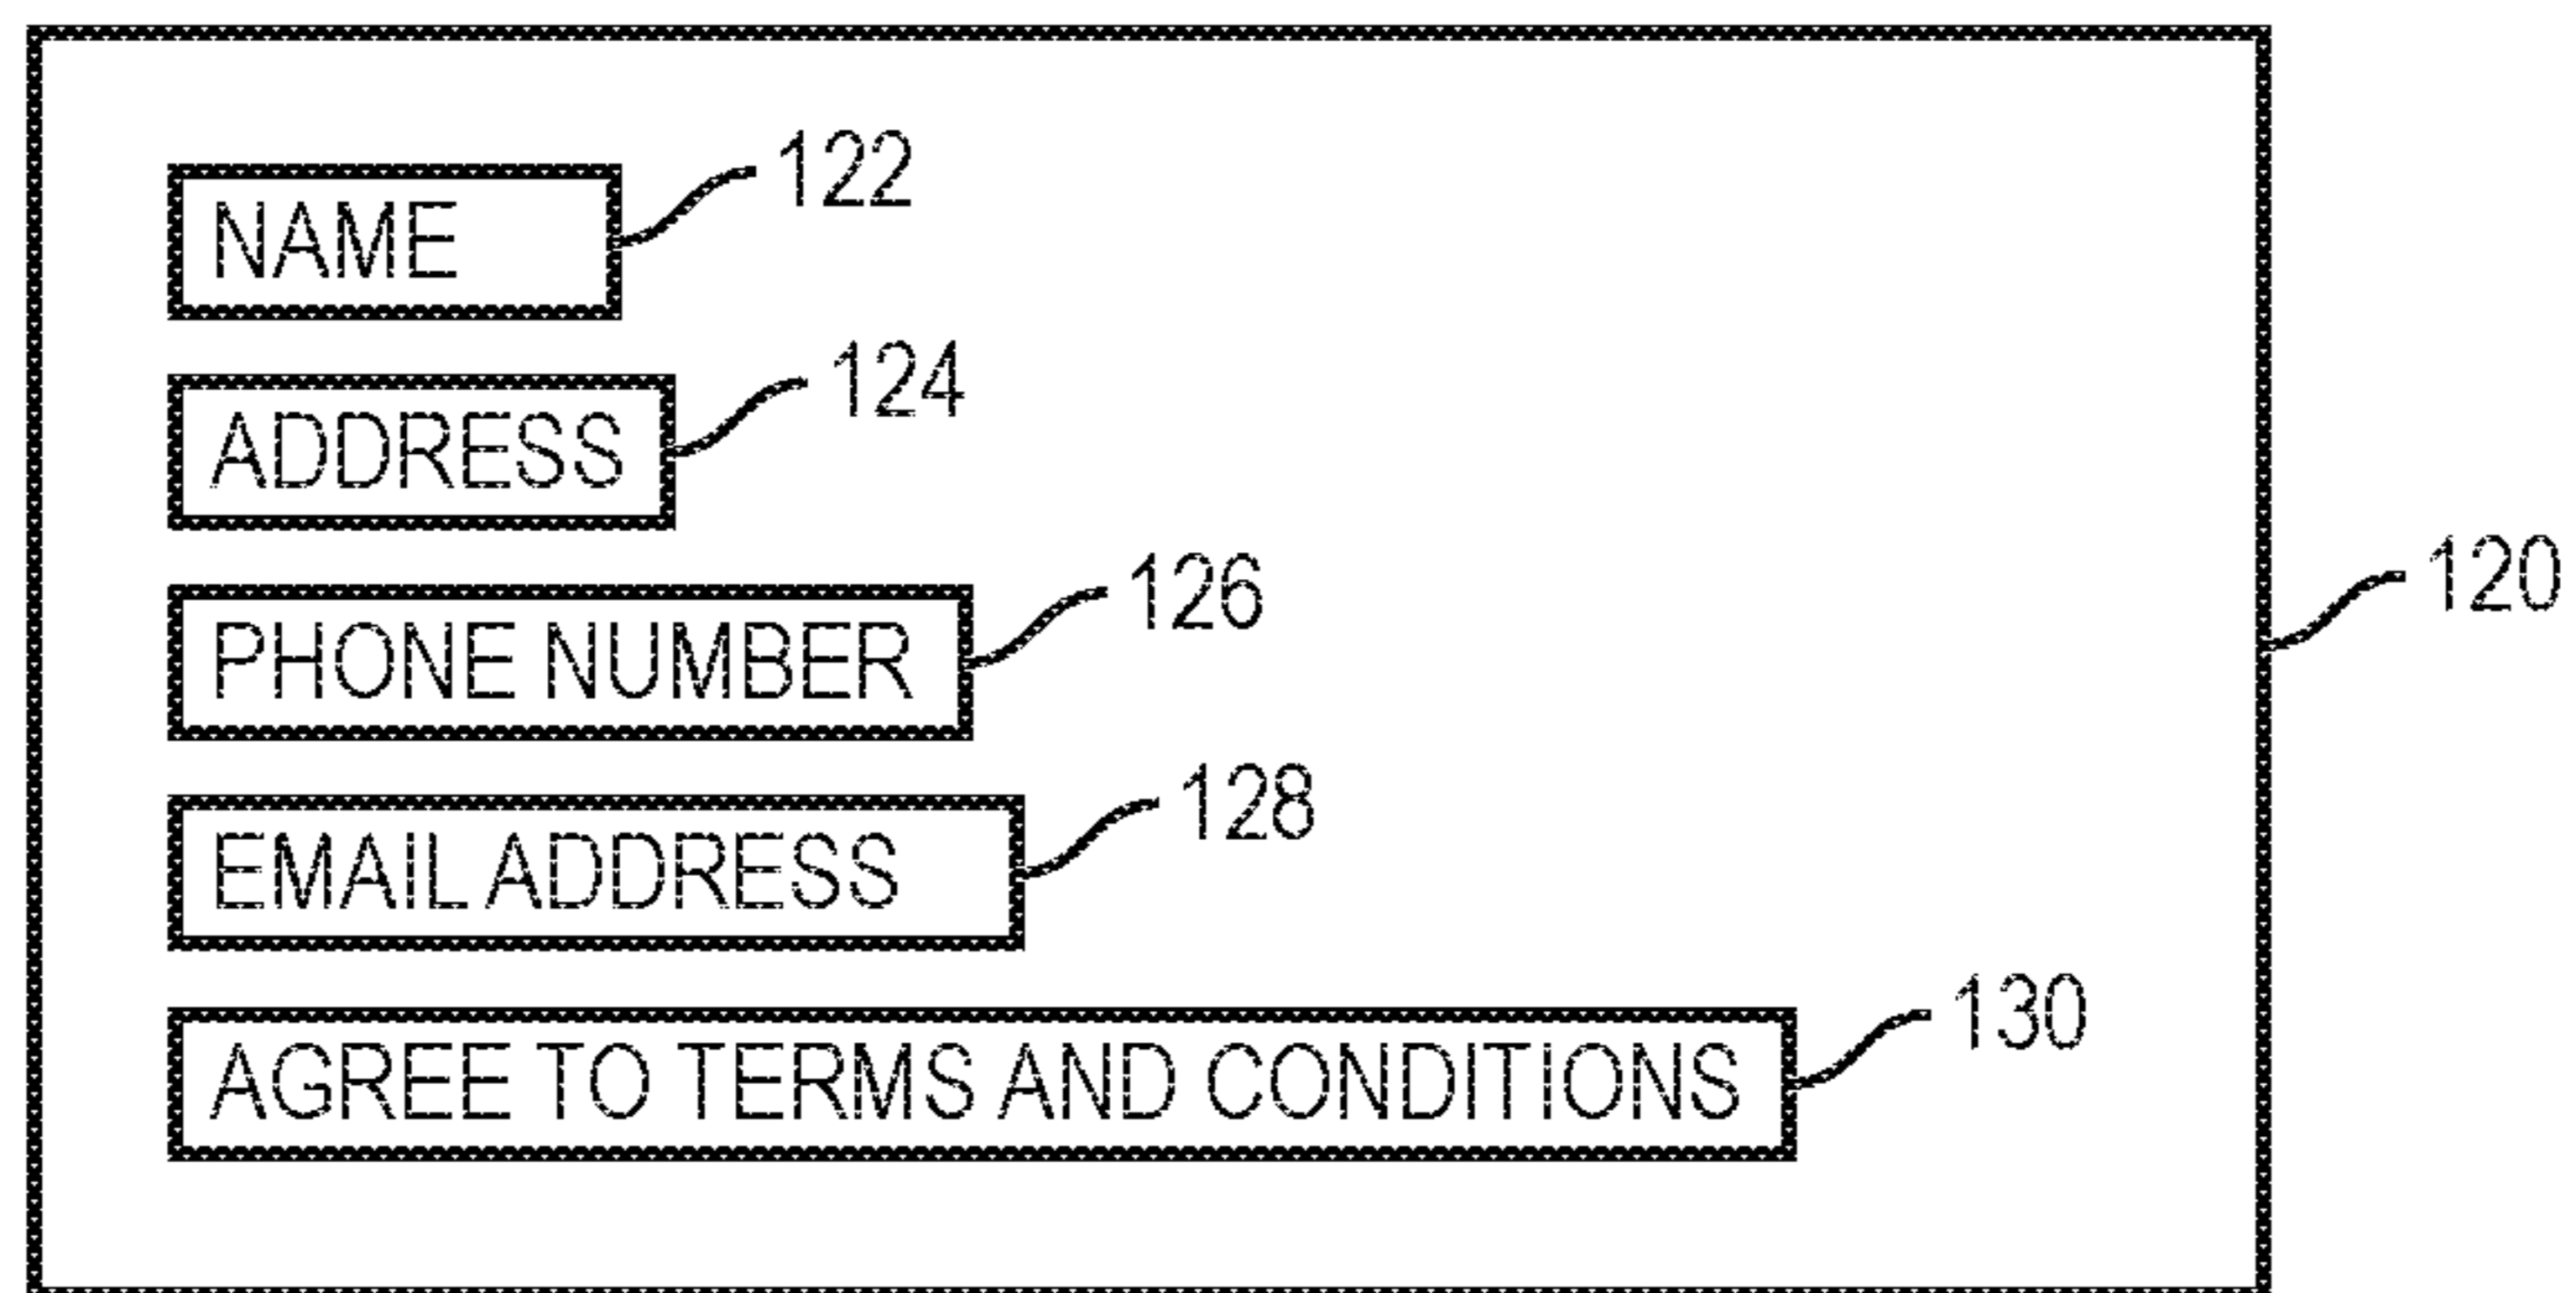 NAME 122
ADDRESS 124
PHONE NUMBER 126
120
EMAIL ADDRESS 128
AGREE TO TERMS AND CONDITIONS 130